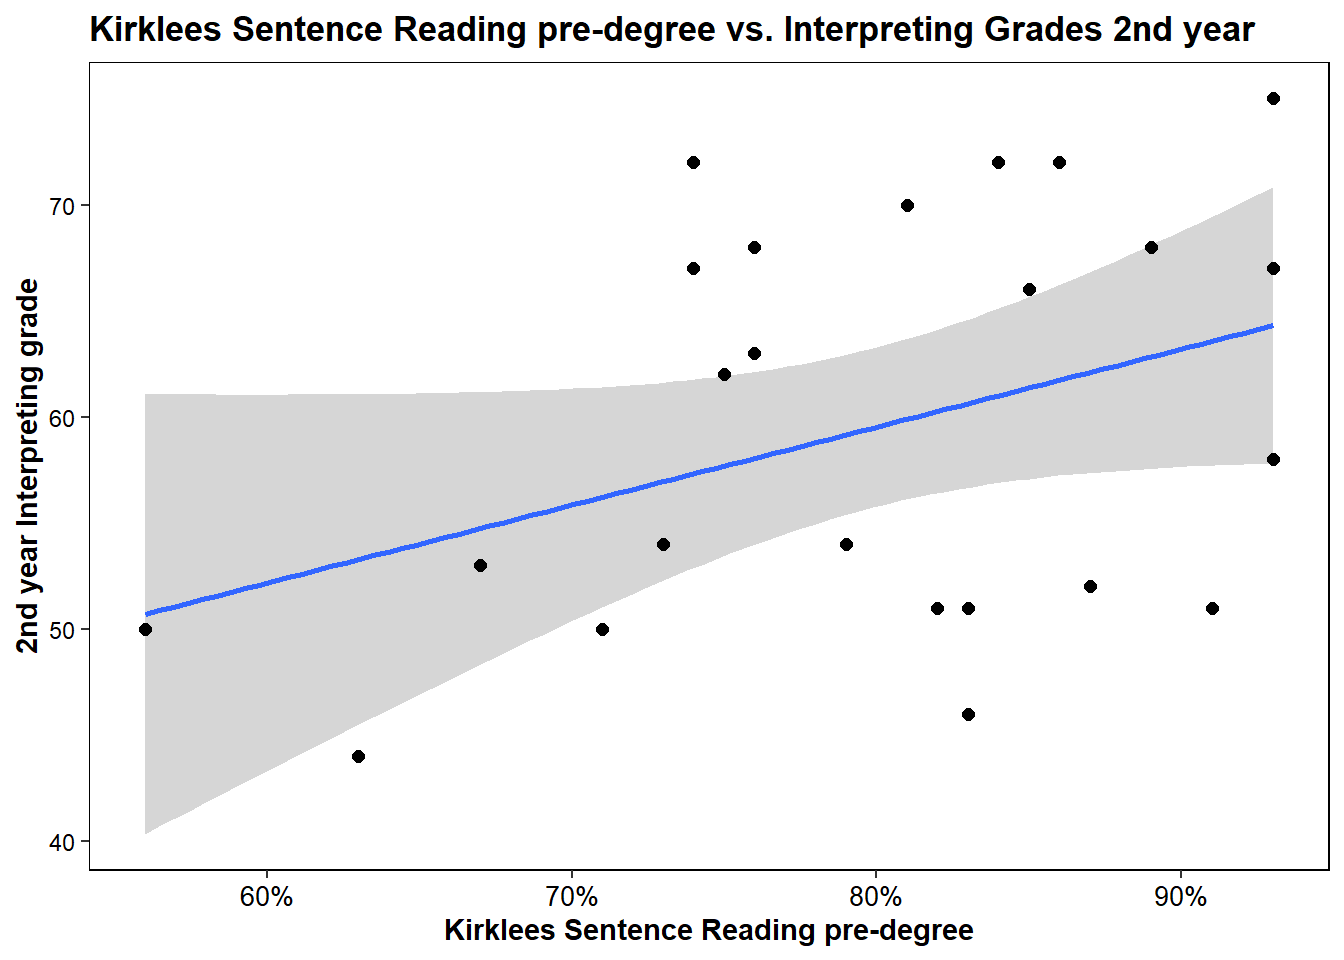 Kirklees Sentence Reading pre-degree vs. Interpreting Grades 2nd year
2nd year Interpreting grade
70
60
50
40
60%
70%
80%
90%
Kirklees Sentence Reading pre-degree